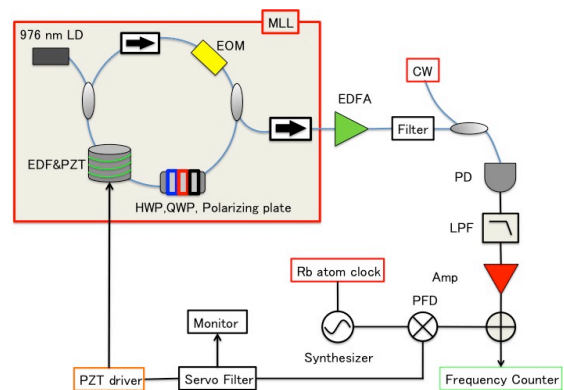 MLL
976 nm LD
EOM
CW
EDFA
Filter
EDF&PZT
HWP,QWP, Polarizing plate
PD
LPF
Rb atom clock
Amp
PFD
Monitor
Synthesizer
PZT driver
Servo Filter
Frequency Counter